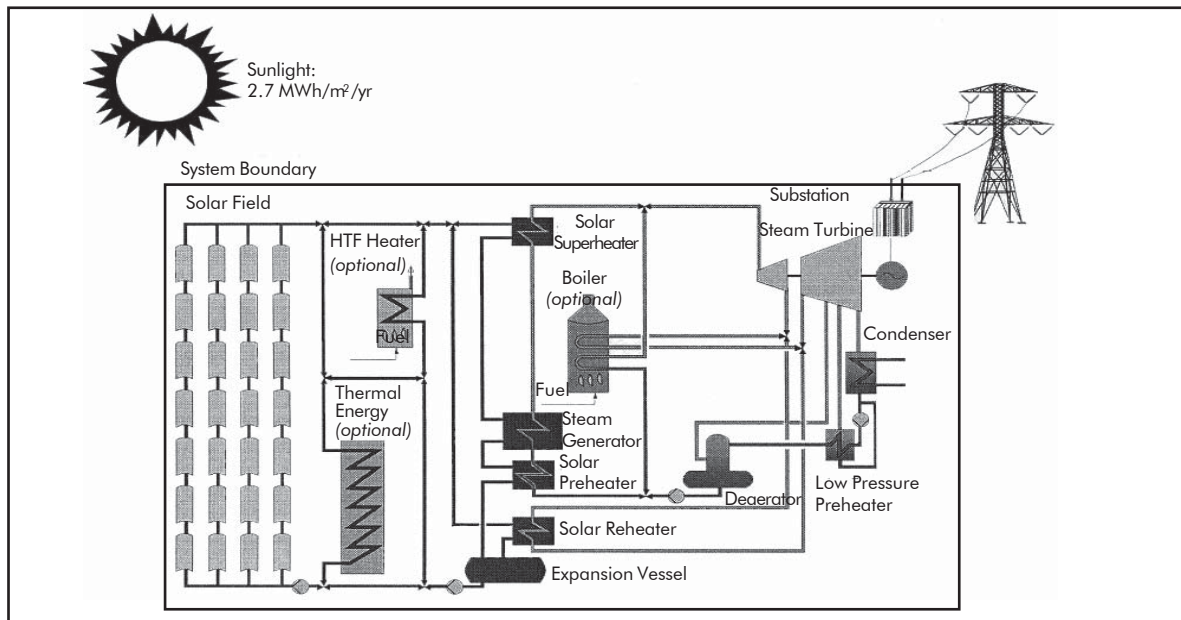 Sunlight:
2.7 MWh/m²/yr
System Boundary
Solar Field
Substation
HTF Heater
(optional)
Fuel
Solar
Superheater
Steam Turbine
Boiler
(optional)
Fuel
Condenser
Thermal
Energy
(optional)
Steam
Generator
Solar
Preheater
Deaerator
Low Pressure
Preheater
Solar Reheater
Expansion Vessel